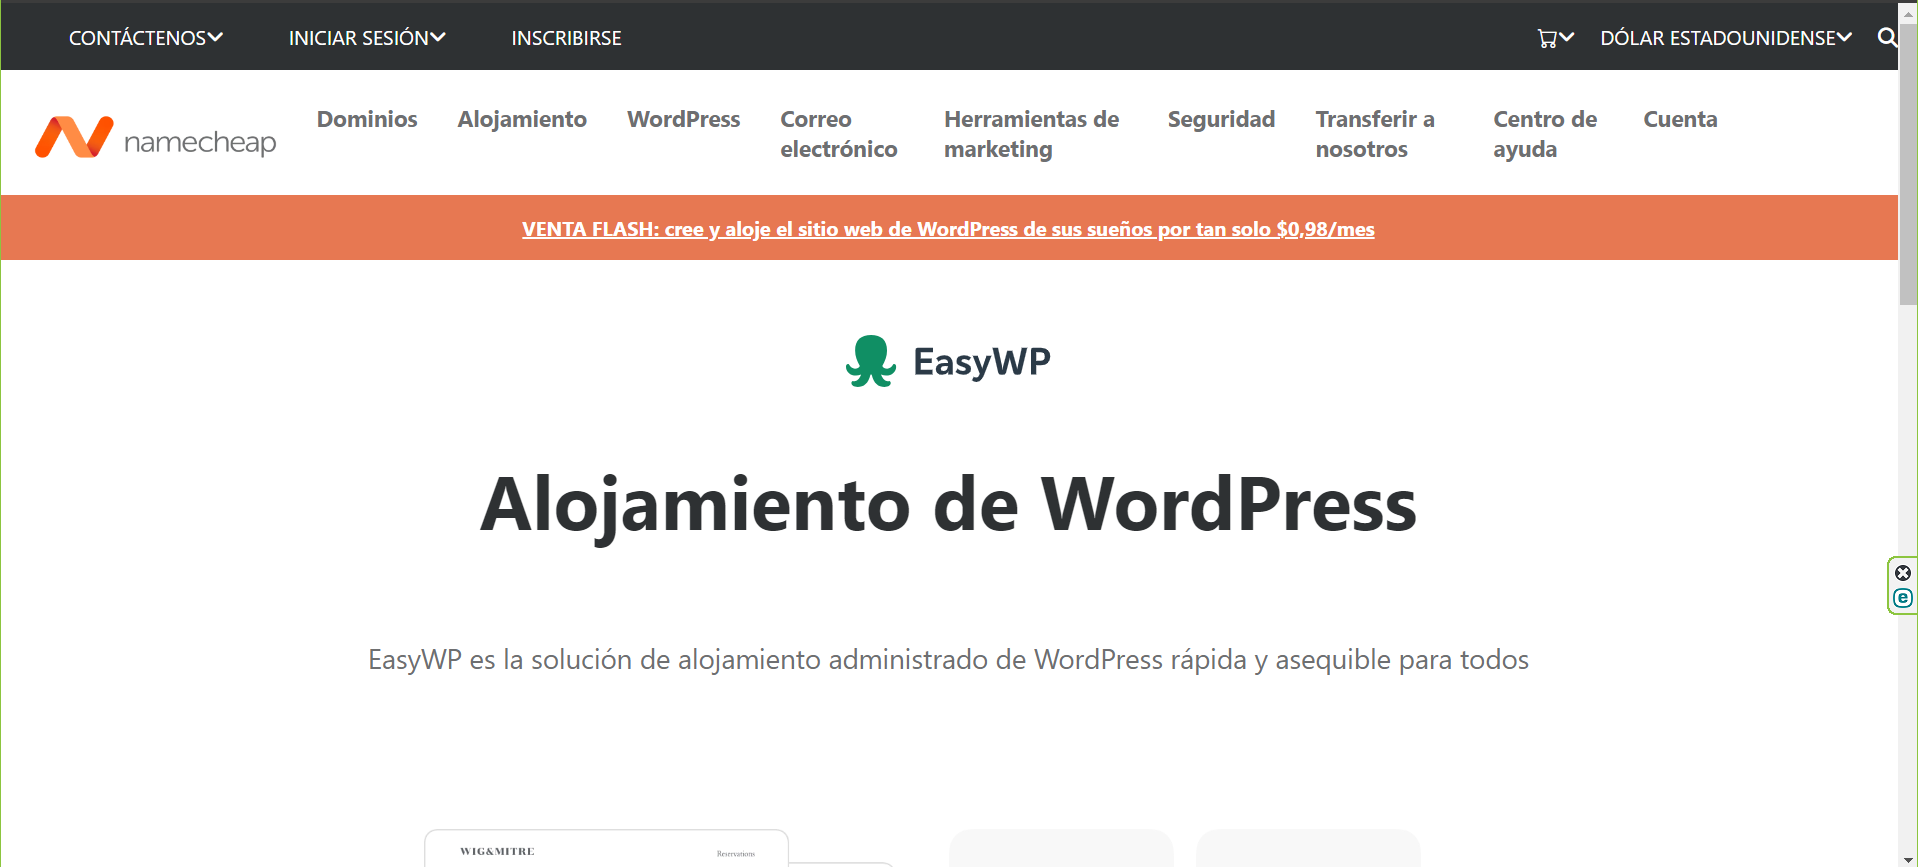 CONTÁCTENOS
INICIAR SESIÓN
INSCRIBIRSE
DÓLAR ESTADOUNIDENSE
namecheap
Dominios
Alojamiento
WordPress
Correo electrónico
Herramientas de marketing
Seguridad
Transferir a nosotros
Centro de ayuda
Cuenta
VENTA FLASH: cree y aloje el sitio web de WordPress de sus sueños por tan solo $0,98/mes
EasyWP
Alojamiento de WordPress
EasyWP es la solución de alojamiento administrado de WordPress rápida y asequible para todos
WIG&MITRE
Reservations
e